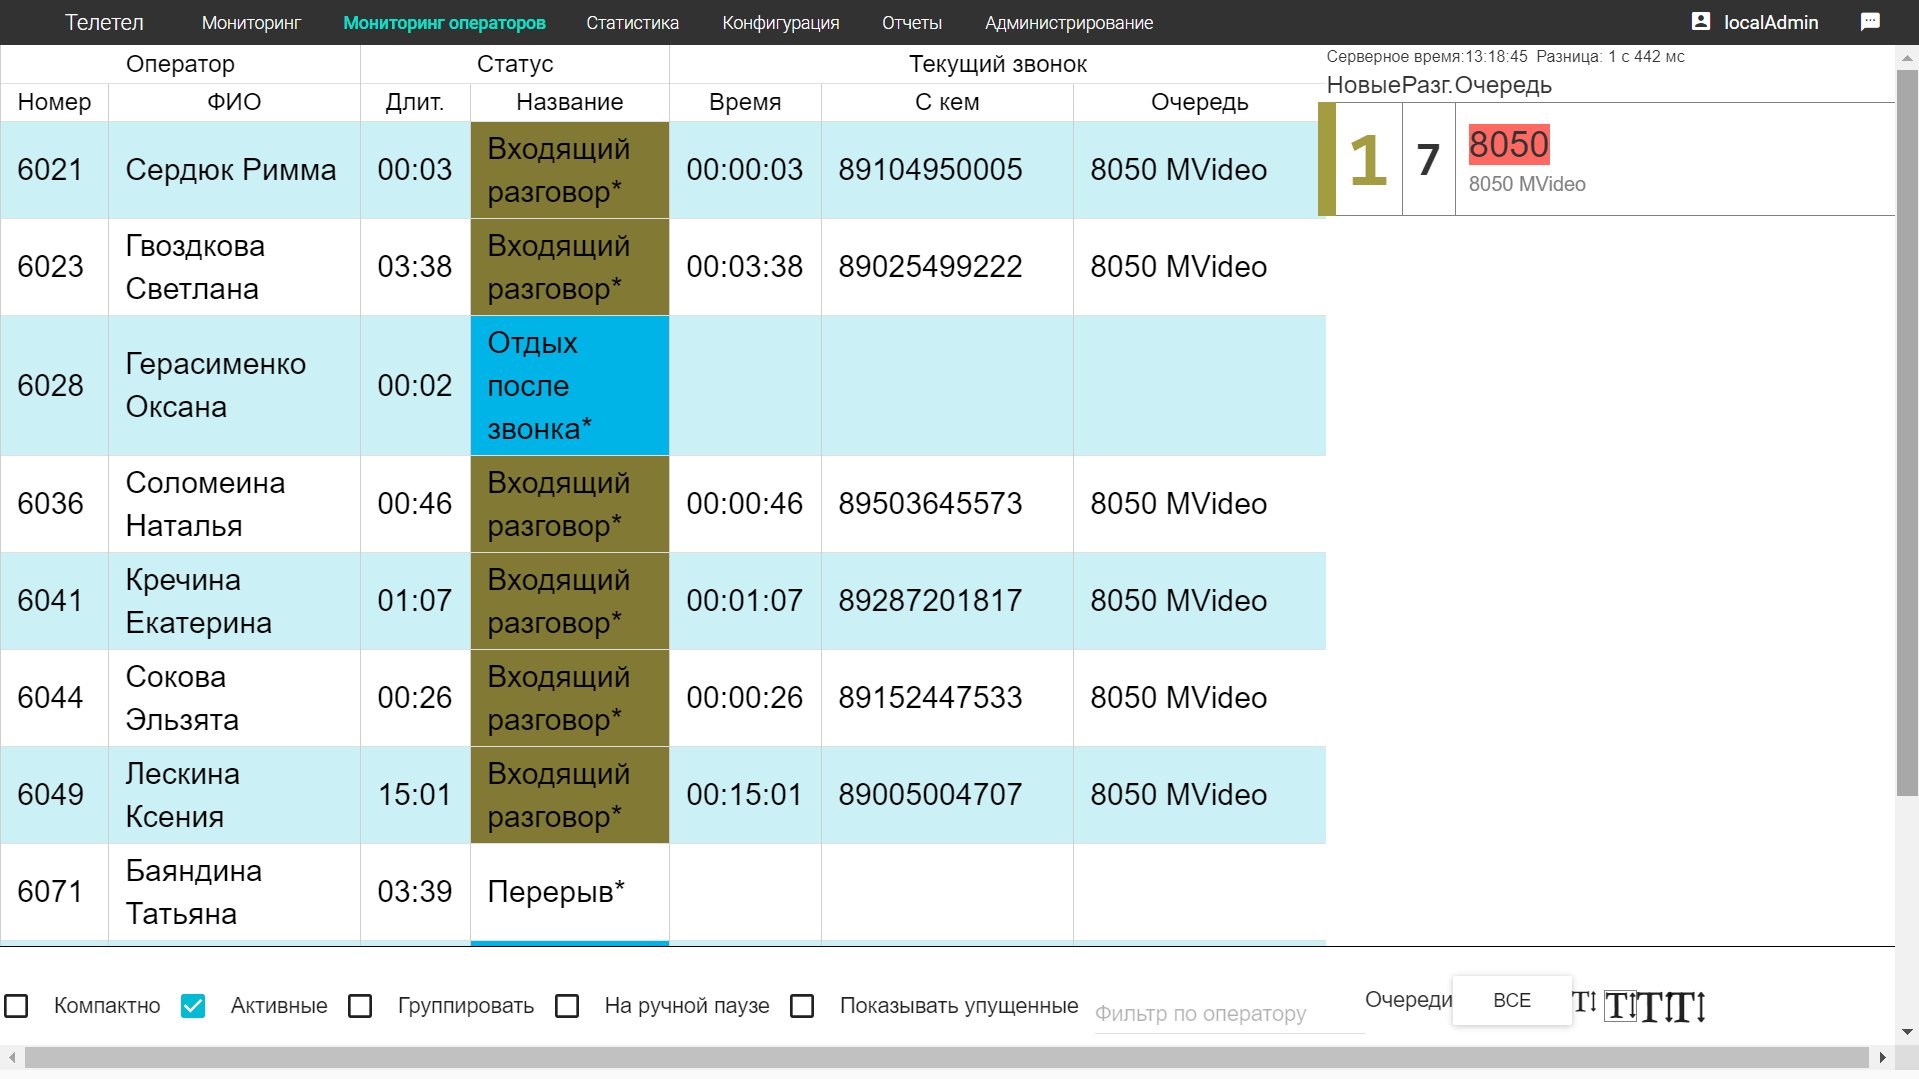 Телетел Мониторинг Мониторинг операторов Статистика Конфигурация Отчеты Администрирование localAdmin
Оператор Статус Текущий звонок
Серверное время:13:18:45 Разница: 1 с 442 мс
Номер ФИО Длит. Название Время С кем Очередь
НовыеРазг.Очередь
1 7 8050
8050 MVideo
6021 Сердюк Римма 00:03 Входящий
разговор* 00:00:03 89104950005 8050 MVideo
6023 Гвоздкова
Светлана 03:38 Входящий
разговор* 00:03:38 89025499222 8050 MVideo
6028 Герасименко
Оксана 00:02 Отдых
после
звонка*
6036 Соломеина
Наталья 00:46 Входящий
разговор* 00:00:46 89503645573 8050 MVideo
6041 Кречина
Екатерина 01:07 Входящий
разговор* 00:01:07 89287201817 8050 MVideo
6044 Сокова
Эльзята 00:26 Входящий
разговор* 00:00:26 89152447533 8050 MVideo
6049 Лескина
Ксения 15:01 Входящий
разговор* 00:15:01 89005004707 8050 MVideo
6071 Баяндина
Татьяна 03:39 Перерыв*
Компактно Активные Группировать На ручной паузе Показывать упущенные Фильтр по оператору Очереди ВСЕ